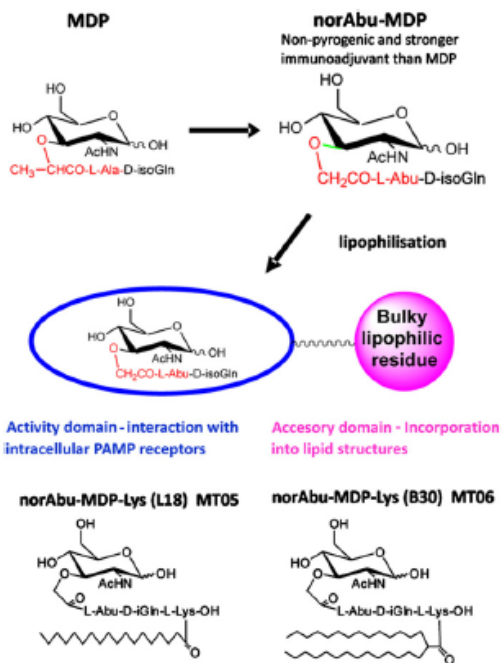 MDP
norAbu-MDP
Non-pyrogenic and stronger
immunoadjuvant than MDP
HO
HO
O
O
AcHN
OH
CH₃—CHCO-L-Ala-D-isoGln
HO
HO
O
O
AcHN
OH
CH₂CO-L-Abu-D-isoGln
lipophilisation
HO
HO
O
O
AcHN
OH
CH₂CO-L-Abu-D-isoGln
Bulky
lipophilic
residue
Activity domain - interaction with
intracellular PAMP receptors
Accesory domain - Incorporation
into lipid structures
norAbu-MDP-Lys (L18) MT05
norAbu-MDP-Lys (B30) MT06
OH
HO
O
O
AcHN
OH
O
L-Abu-D-iGln-L-Lys-OH
O
OH
HO
O
O
AcHN
OH
O
L-Abu-D-iGln-L-Lys-OH
O